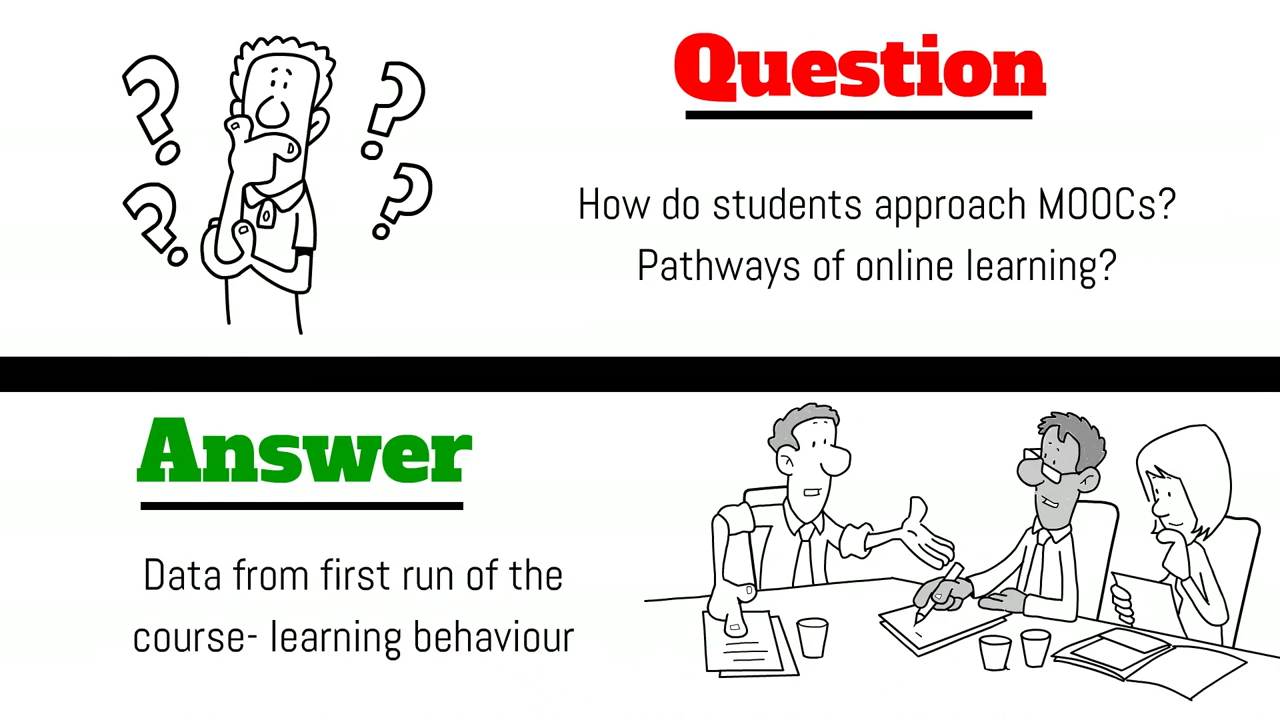 Question
How do students approach MOOCs?
Pathways of online learning?
Answer
Data from first run of the
course- learning behaviour